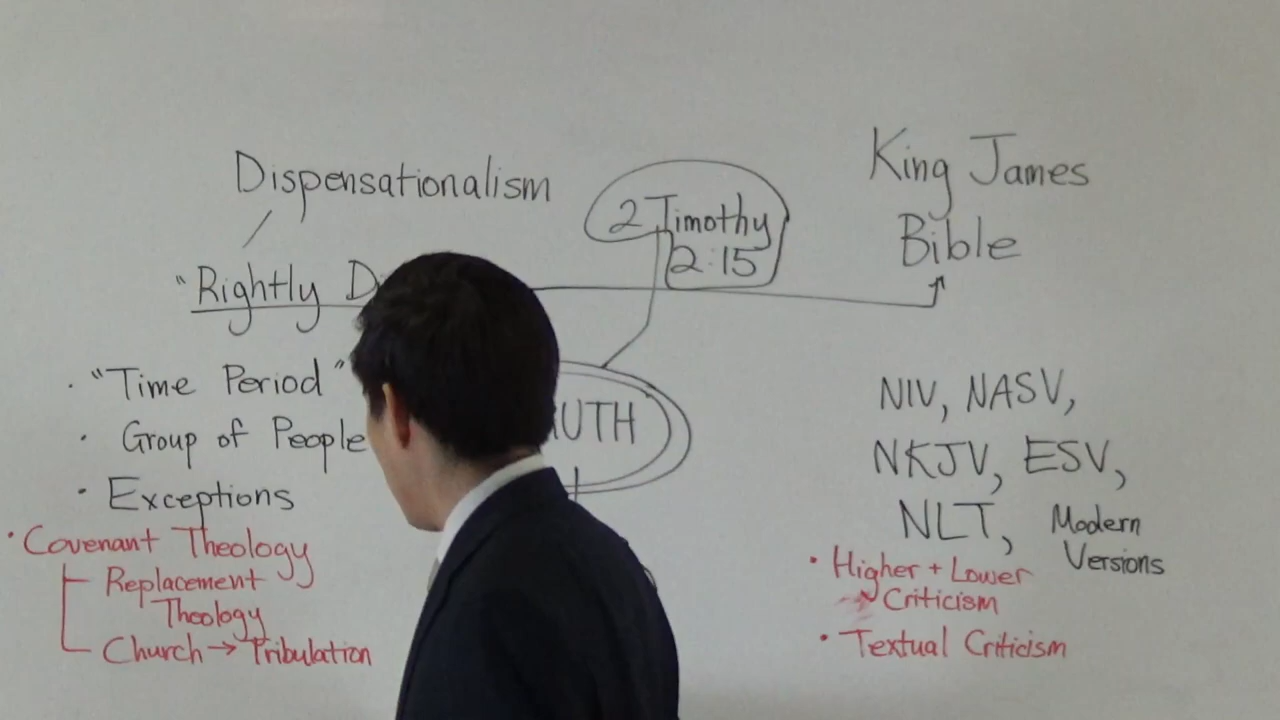 Dispensationalism
"Rightly
· "Time Period"
· Group of People
· Exceptions
· Covenant Theology
Replacement
Theology
Church → Tribulation
2 Timothy
2:15
UTH
King James
Bible
NIV, NASV,
NKJV, ESV,
NLT, Modern
Versions
· Higher + Lower
Criticism
· Textual Criticism